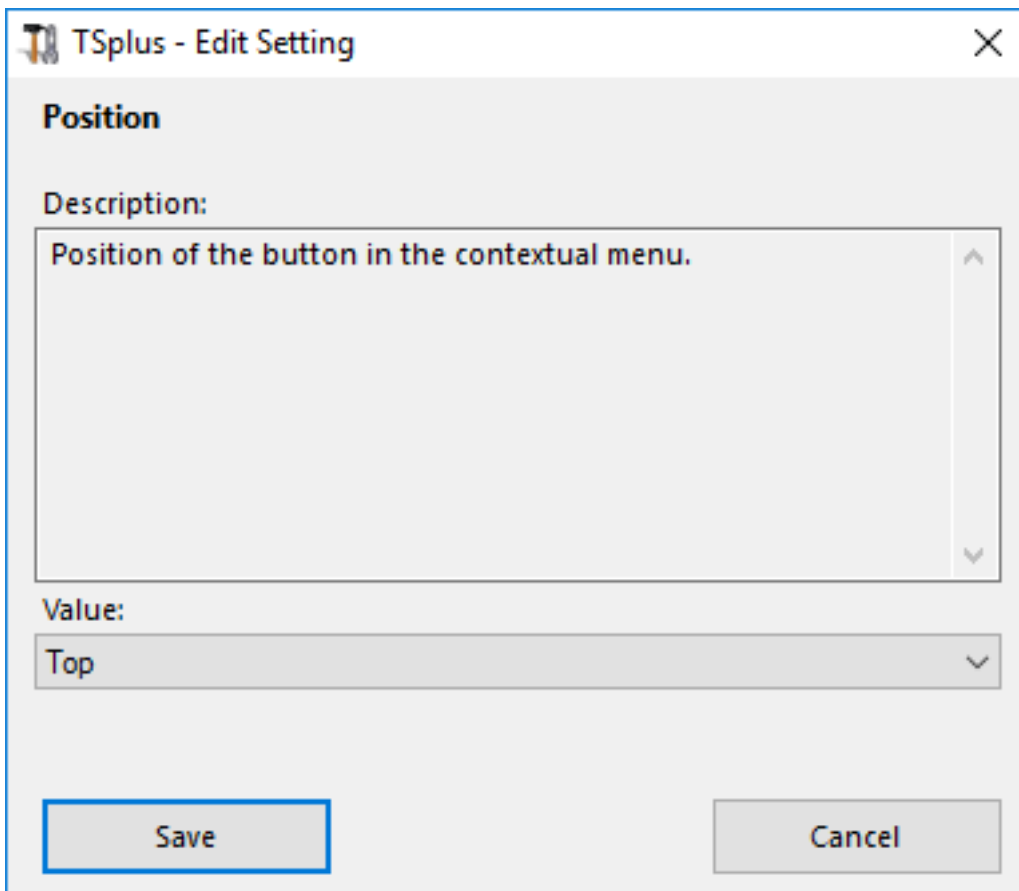 TSplus - Edit Setting
Position
Description:
Position of the button in the contextual menu.
Value:
Top
Save
Cancel